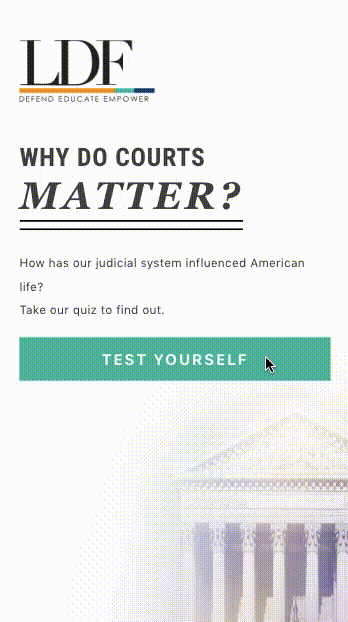 LDF
DEFEND EDUCATE EMPOWER
WHY DO COURTS
MATTER?
How has our judicial system influenced American
life?
Take our quiz to find out.
TEST YOURSELF